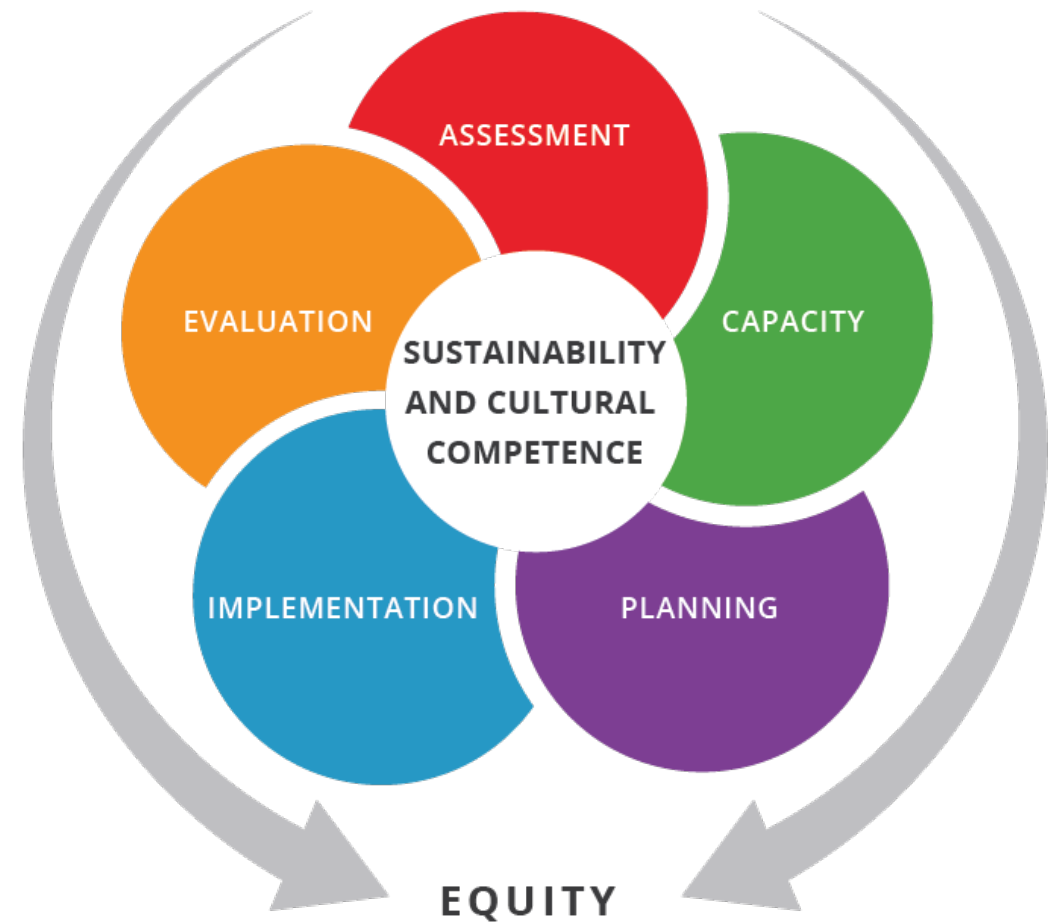 ASSESSMENT
CAPACITY
PLANNING
IMPLEMENTATION
EVALUATION
SUSTAINABILITY
AND CULTURAL
COMPETENCE
EQUITY